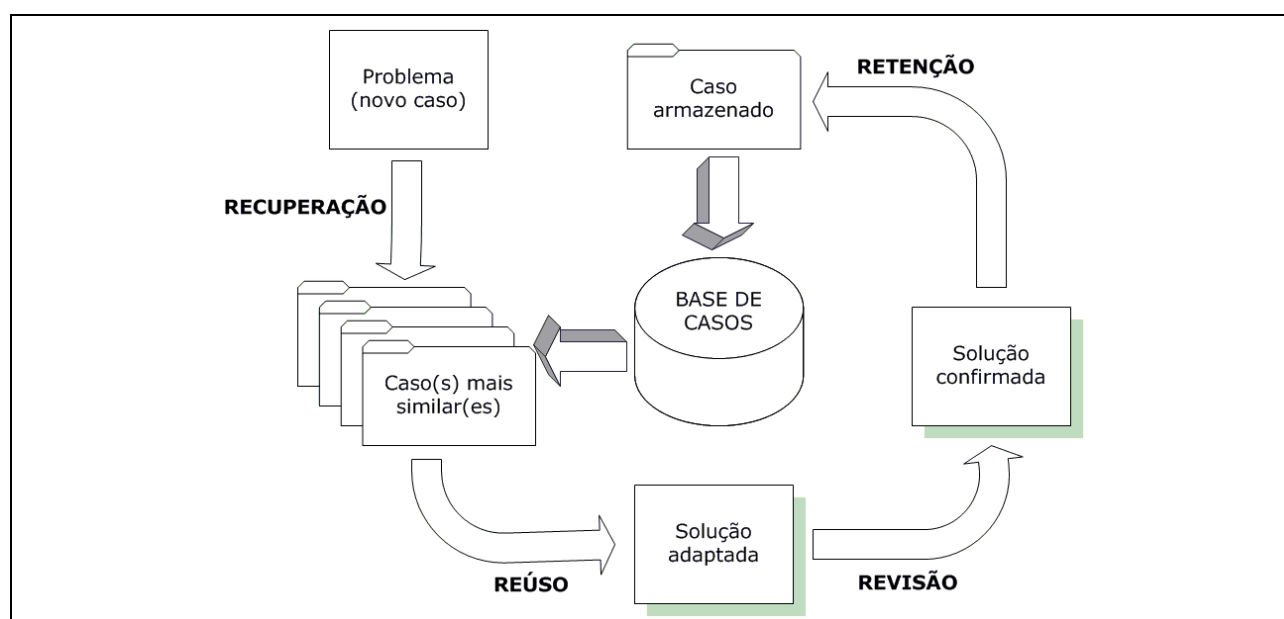 Problema
(novo caso)
Caso
armazenado
RETENÇÃO
RECUPERAÇÃO
BASE DE
CASOS
Caso(s) mais
similar(es)
Solução
confirmada
Solução
adaptada
REÚSO
REVISÃO